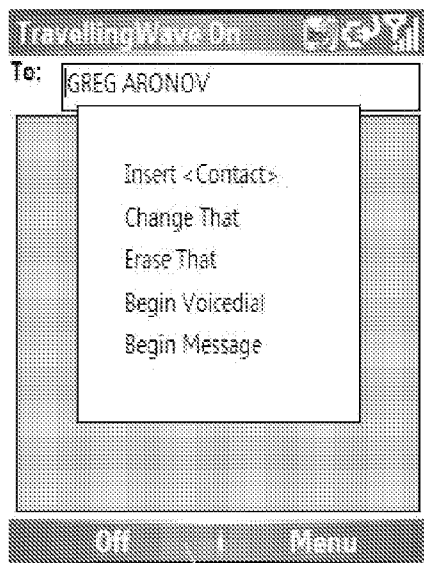 TravellingWave On
To: GREG ARONOV
Insert <Contact>
Change That
Erase That
Begin Voicedial
Begin Message
Off Menu